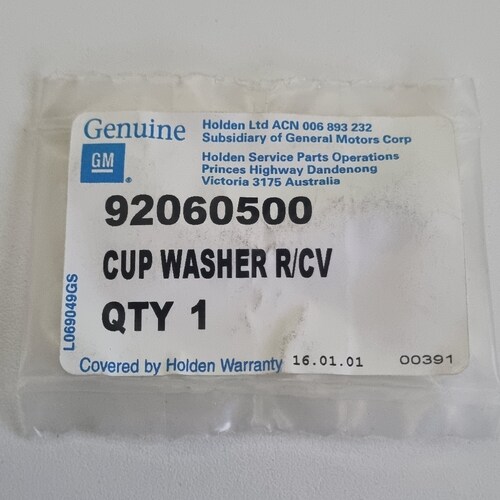 Genuine
GM
Holden Ltd ACN 006 893 232
Subsidiary of General Motors Corp
Holden Service Parts Operations
Princes Highway Dandenong
Victoria 3175 Australia
92060500
CUP WASHER R/CV
QTY 1
L069049GS
Covered by Holden Warranty 16.01.01 00391